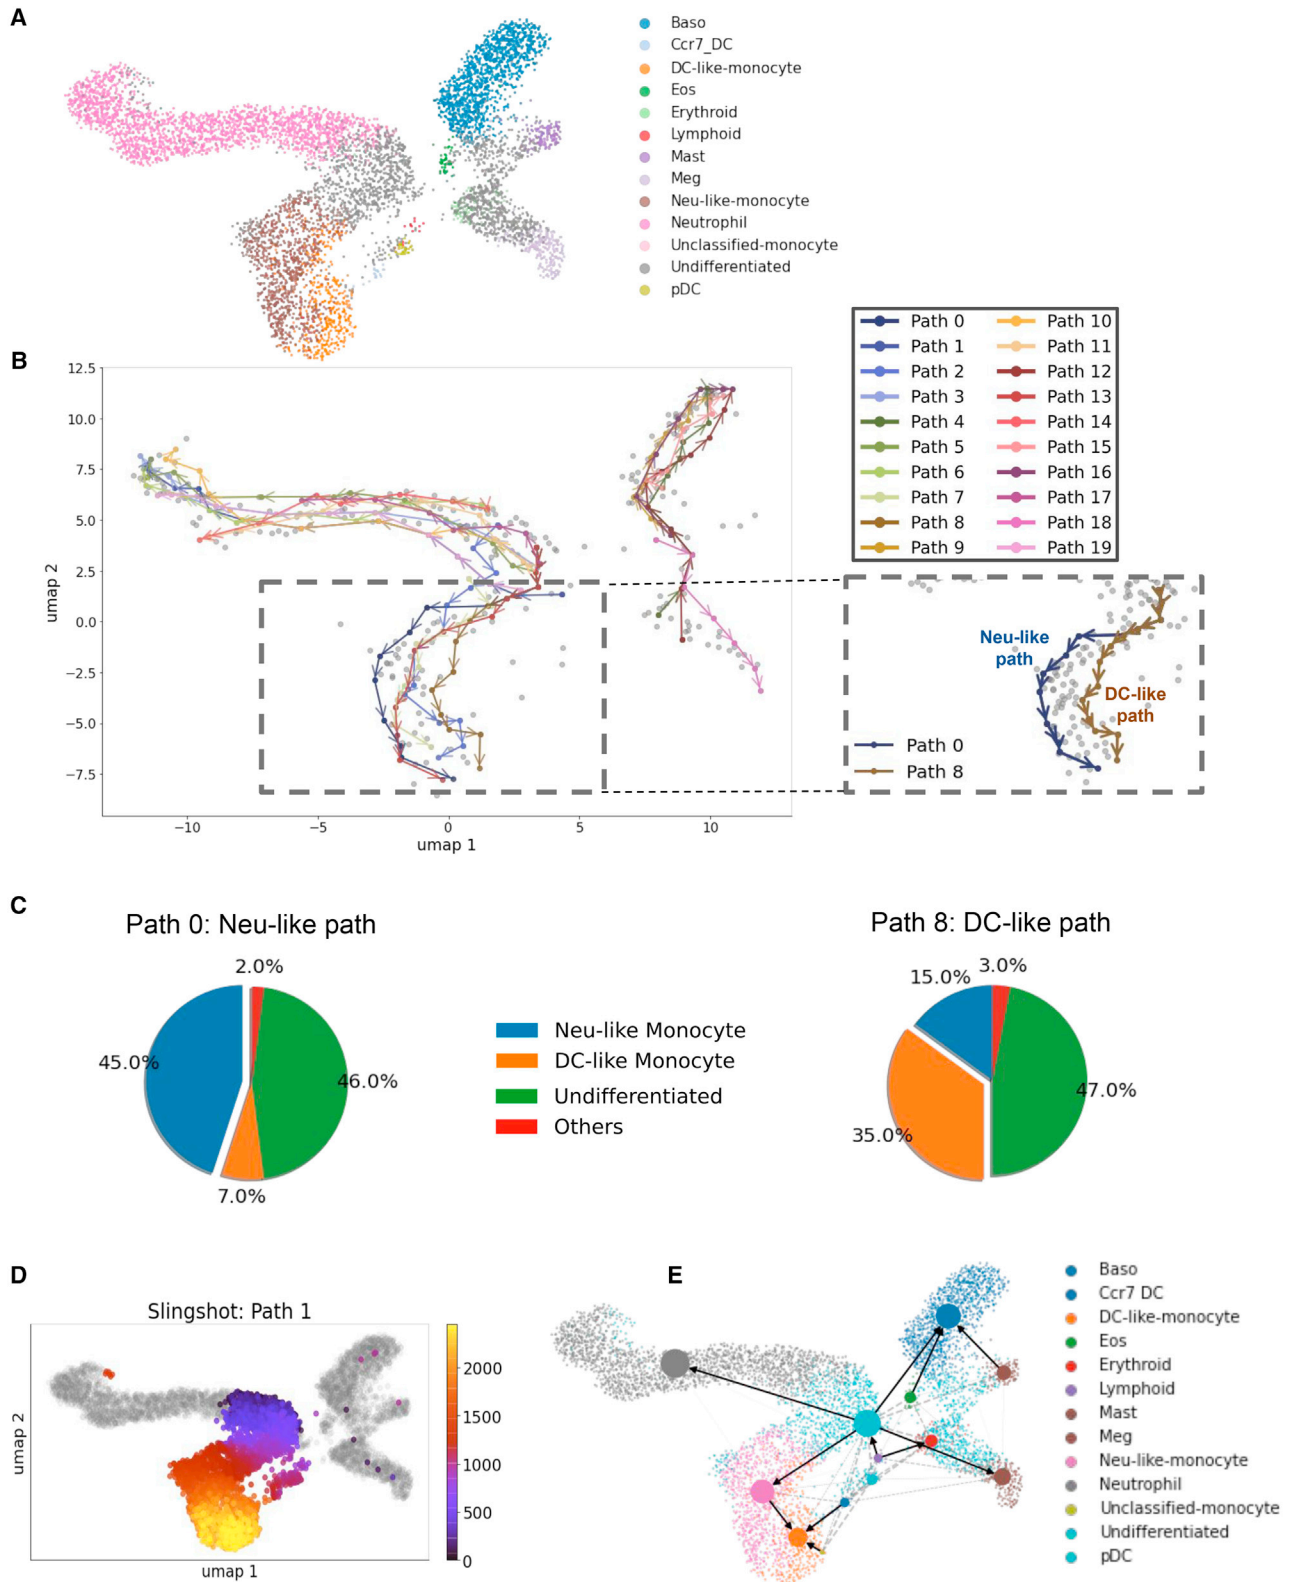 A
Baso
Ccr7_DC
DC-like-monocyte
Eos
Erythroid
Lymphoid
Mast
Meg
Neu-like-monocyte
Neutrophil
Unclassified-monocyte
Undifferentiated
pDC
B
12.5
10.0
7.5
5.0
2.5
0.0
−2.5
−5.0
−7.5
umap 2
−10
−5
0
5
10
umap 1
Path 0
Path 10
Path 1
Path 11
Path 2
Path 12
Path 3
Path 13
Path 4
Path 14
Path 5
Path 15
Path 6
Path 16
Path 7
Path 17
Path 8
Path 18
Path 9
Path 19
Neu-like
path
DC-like
path
Path 0
Path 8
C
Path 0: Neu-like path
2.0%
45.0%
46.0%
7.0%
Neu-like Monocyte
DC-like Monocyte
Undifferentiated
Others
Path 8: DC-like path
15.0%
3.0%
47.0%
35.0%
D
Slingshot: Path 1
umap 2
umap 1
2000
1500
1000
500
0
E
Baso
Ccr7 DC
DC-like-monocyte
Eos
Erythroid
Lymphoid
Mast
Meg
Neu-like-monocyte
Neutrophil
Unclassified-monocyte
Undifferentiated
pDC